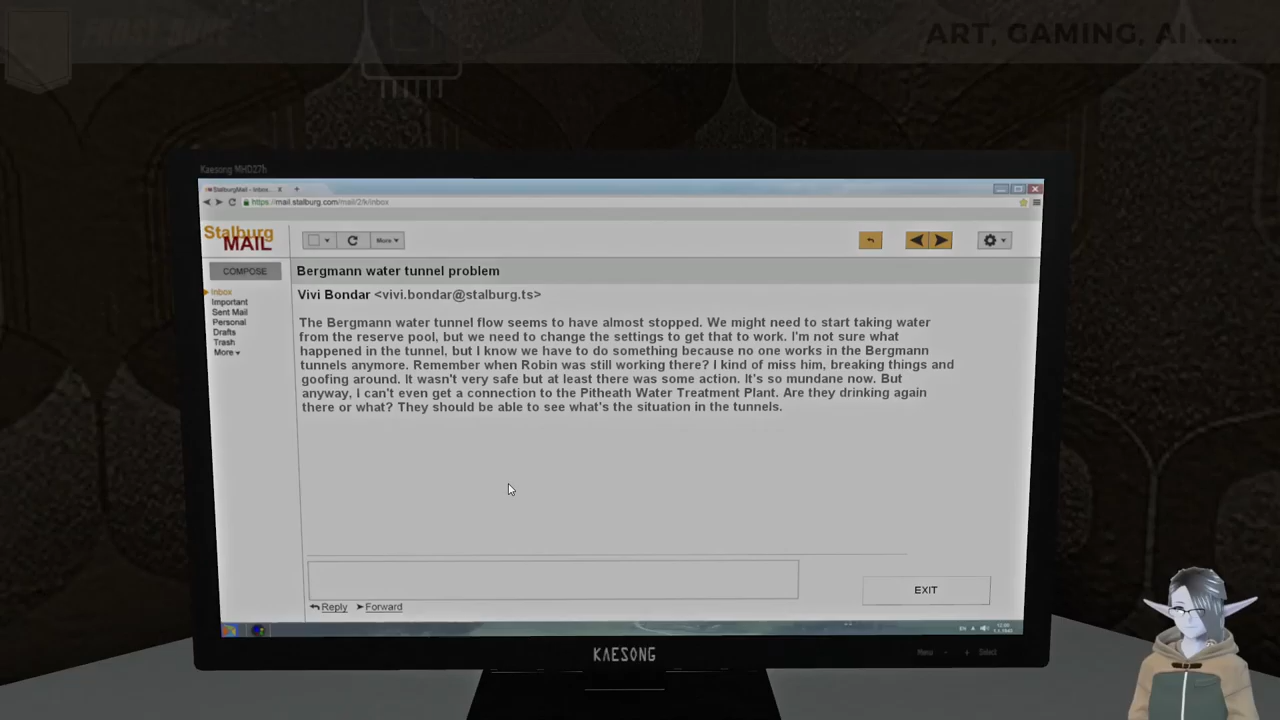 ART, GAMING, AI .....
Kaesong MHD27h
StalburgMail - Inbox..
https://mail.stalburg.com/mail/2/k/inbox
Stalburg
MAIL
More
COMPOSE
Bergmann water tunnel problem
Inbox
Vivi Bondar <vivi.bondar@stalburg.ts>
Important
Sent Mail
Personal
Drafts
Trash
More
The Bergmann water tunnel flow seems to have almost stopped. We might need to start taking water
from the reserve pool, but we need to change the settings to get that to work. I'm not sure what
happened in the tunnel, but I know we have to do something because no one works in the Bergmann
tunnels anymore. Remember when Robin was still working there? I kind of miss him, breaking things and
goofing around. It wasn't very safe but at least there was some action. It's so mundane now. But
anyway, I can't even get a connection to the Pitheath Water Treatment Plant. Are they drinking again
there or what? They should be able to see what's the situation in the tunnels.
EXIT
Reply Forward
EN
KAESONG
Menu - + Select